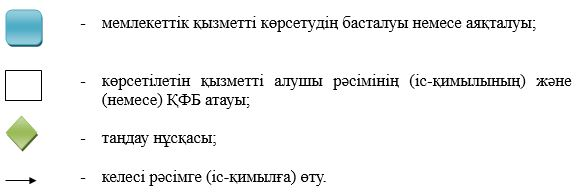 - мемлекеттік қызметті көрсетудің басталуы немесе аяқталуы;
- көрсетілетін қызметті алушы рәсімінің (іс-қимылының) және
(немесе) ҚФБ атауы;
- таңдау нұсқасы;
- келесі рәсімге (іс-қимылға) өту.